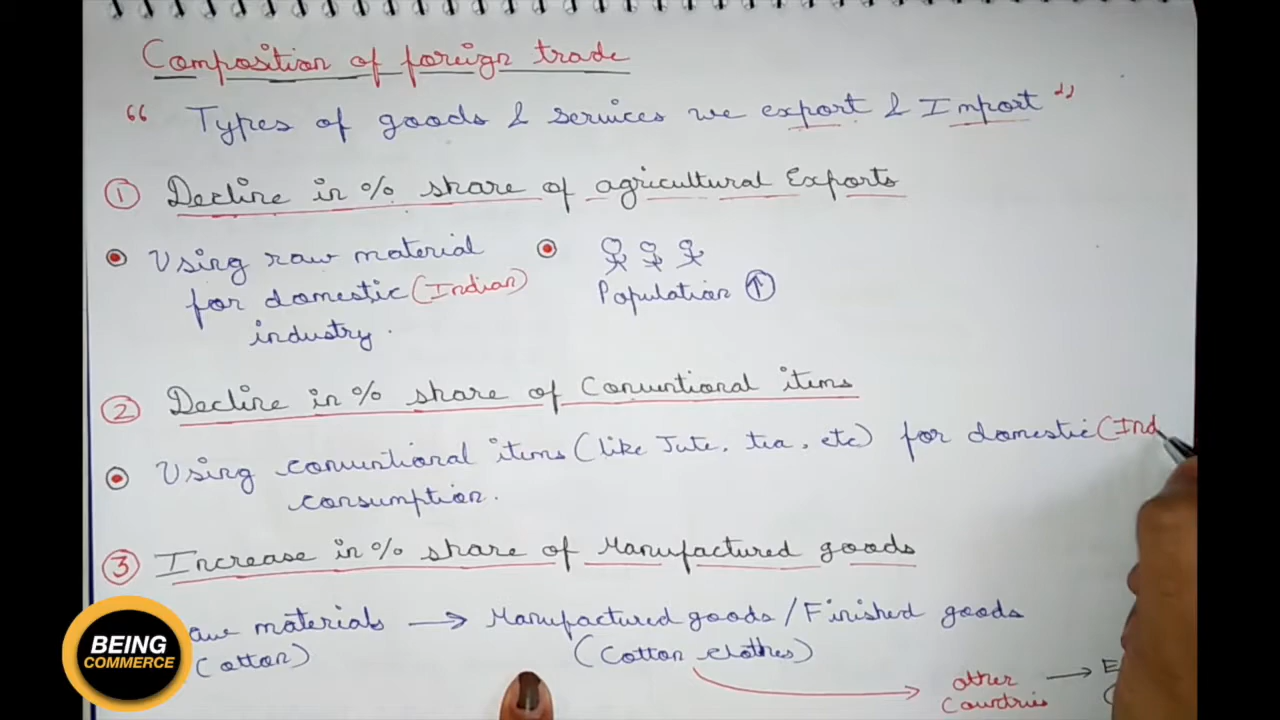 Composition of foreign trade
“ Types of goods & services we export & Import ”
① Decline in % share of agricultural Exports
Using raw material
for domestic (Indian)
industry.
Population ↑
② Decline in % share of Conventional items
Using conventional items (like Jute, tea, etc) for domestic (Ind
consumption.
③ Increase in % share of Manufactured goods
aw materials → Manufactured goods / Finished goods
(Cotton) (Cotton clothes)
other → E
Countries (
BEING
COMMERCE